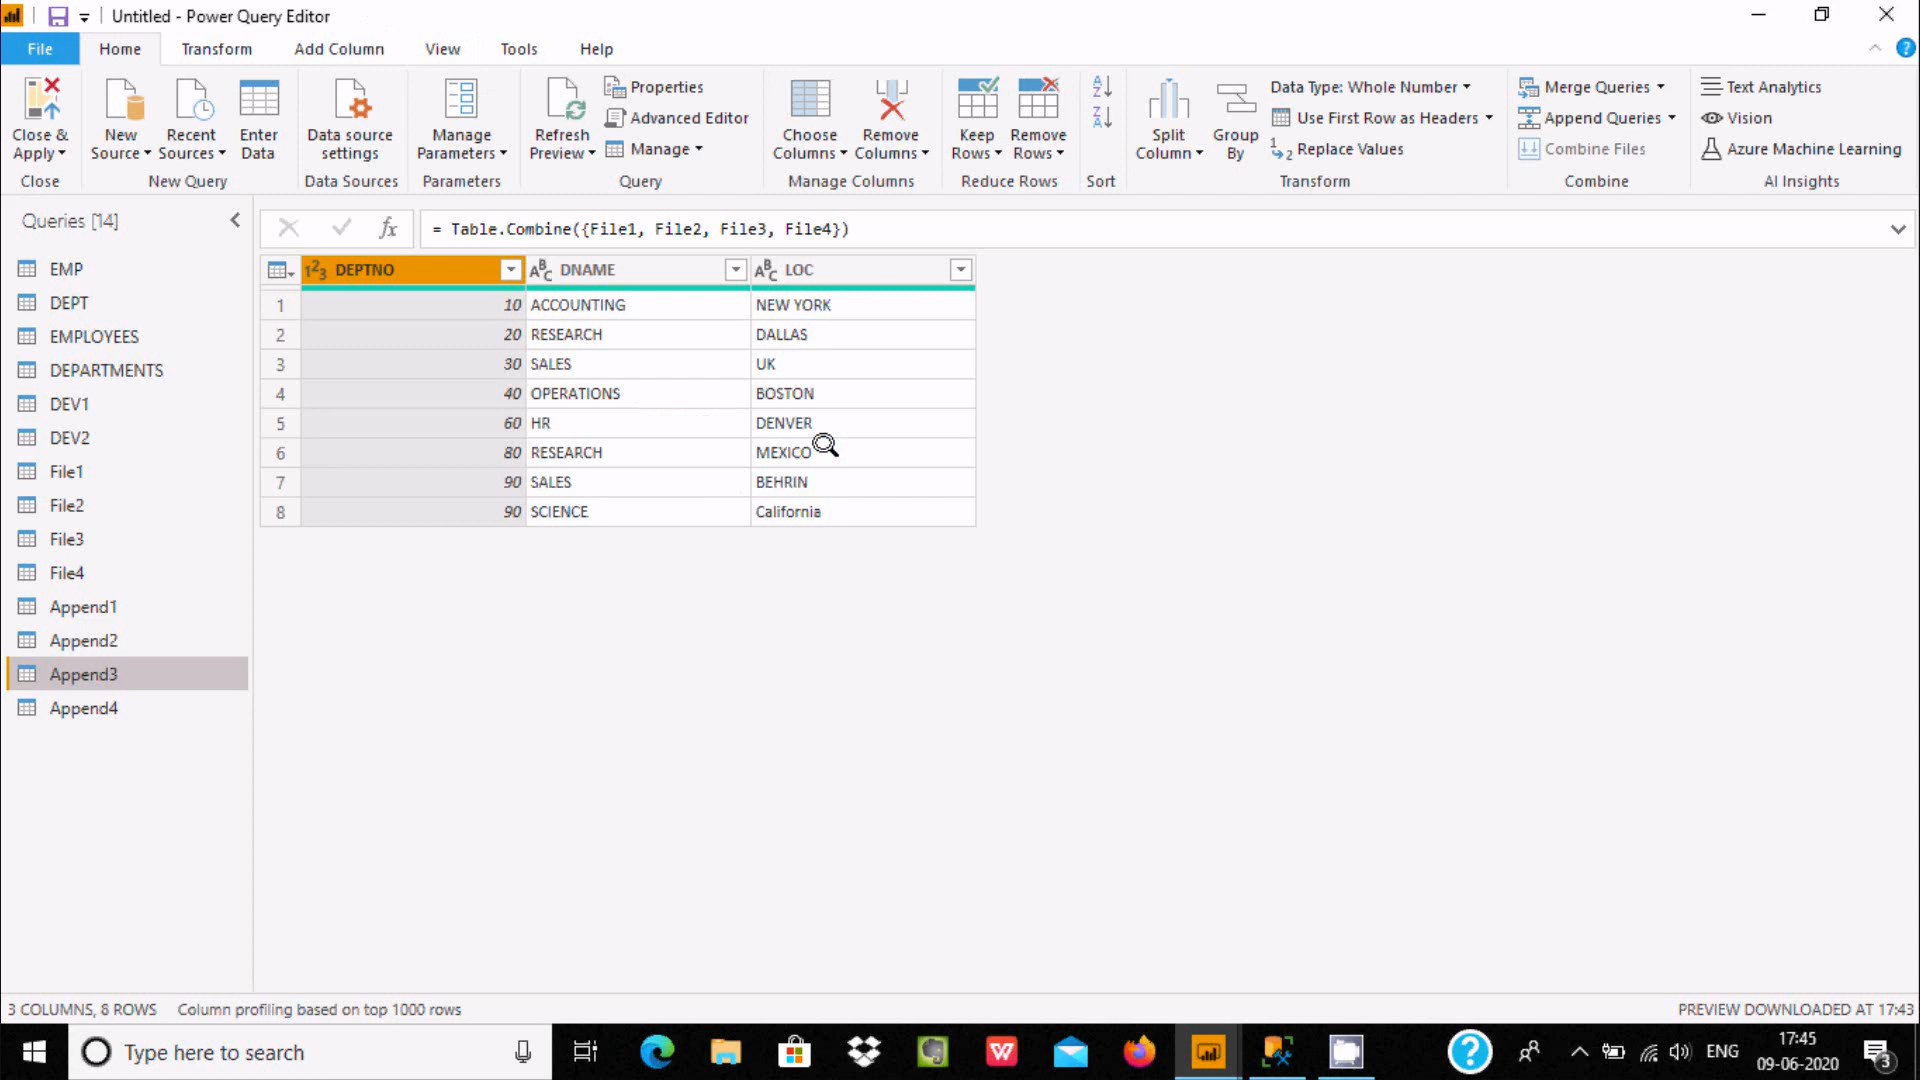 Untitled - Power Query Editor
File Home Transform Add Column View Tools Help
Close & Apply
Close
New Source
Recent Sources
Enter Data
New Query
Data source settings
Data Sources
Manage Parameters
Parameters
Refresh Preview
Properties
Advanced Editor
Manage
Query
Choose Columns
Remove Columns
Manage Columns
Keep Rows
Remove Rows
Reduce Rows
Sort
Split Column
Group By
Data Type: Whole Number
Use First Row as Headers
Replace Values
Transform
Merge Queries
Append Queries
Combine Files
Combine
Text Analytics
Vision
Azure Machine Learning
AI Insights
Queries [14]
EMP
DEPT
EMPLOYEES
DEPARTMENTS
DEV1
DEV2
File1
File2
File3
File4
Append1
Append2
Append3
Append4
fx = Table.Combine({File1, File2, File3, File4})
123 DEPTNO ABC DNAME ABC LOC
1 10 ACCOUNTING NEW YORK
2 20 RESEARCH DALLAS
3 30 SALES UK
4 40 OPERATIONS BOSTON
5 60 HR DENVER
6 80 RESEARCH MEXICO
7 90 SALES BEHRIN
8 90 SCIENCE California
3 COLUMNS, 8 ROWS Column profiling based on top 1000 rows PREVIEW DOWNLOADED AT 17:43
Type here to search
ENG
17:45
09-06-2020
3